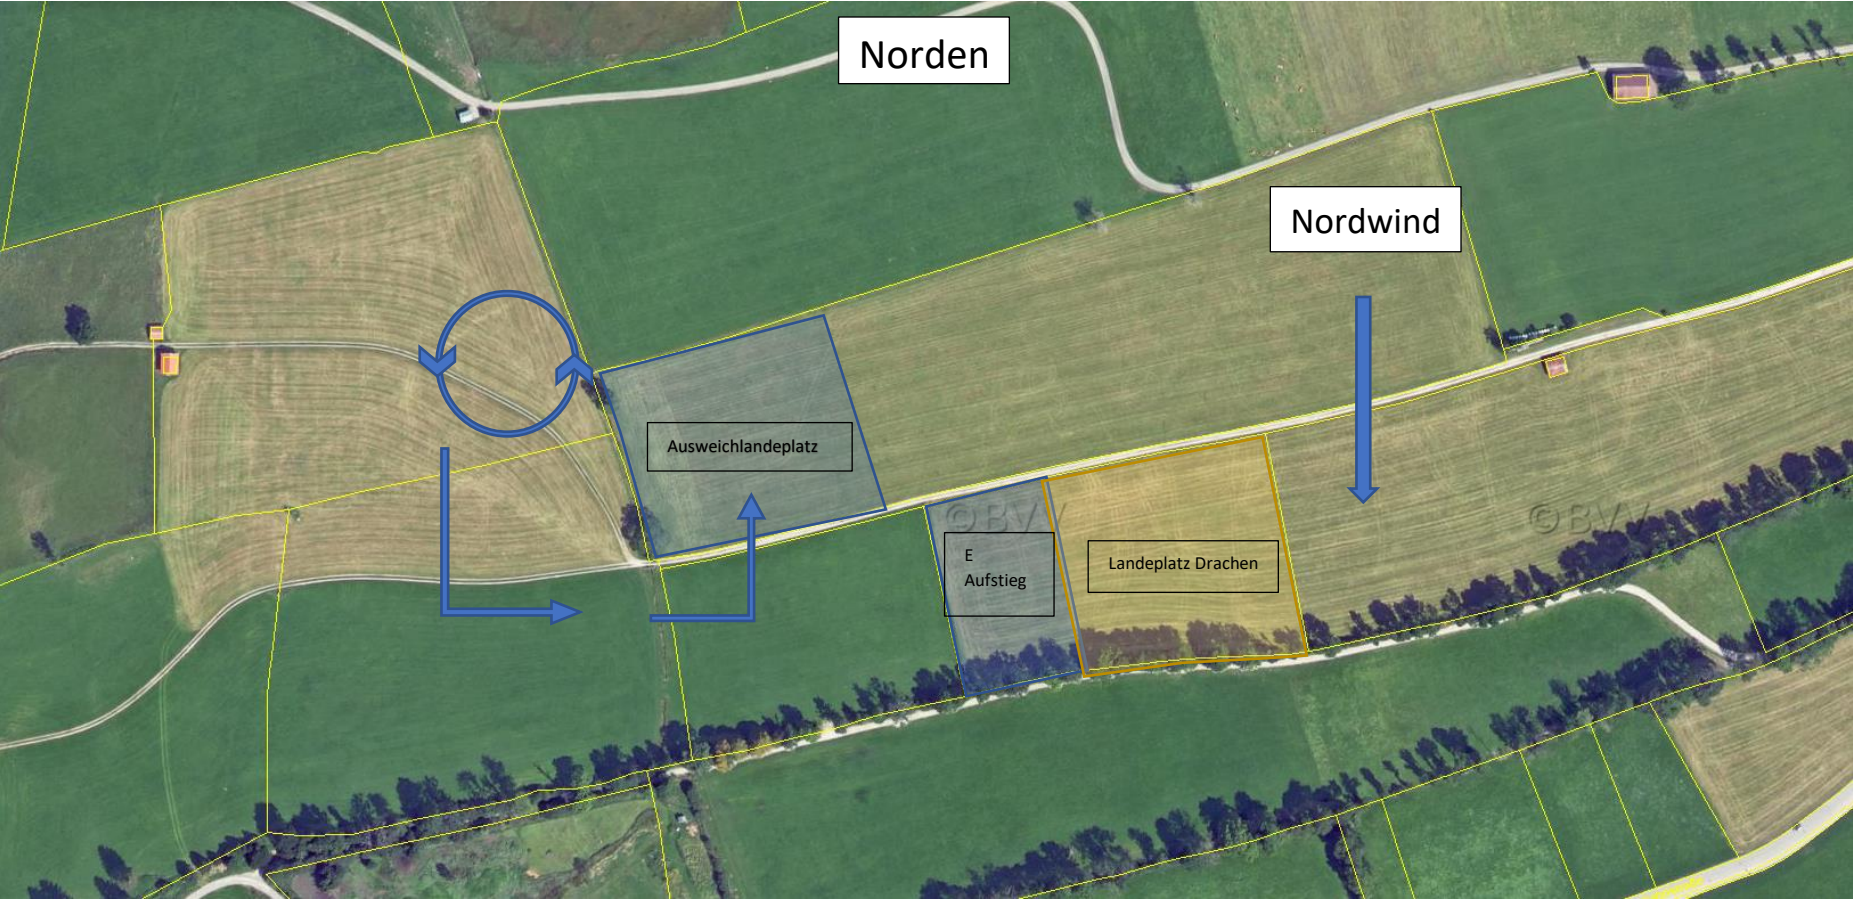 Norden
Nordwind
Ausweichlandeplatz
©BVV
©BVV
E
Aufstieg
Landeplatz Drachen